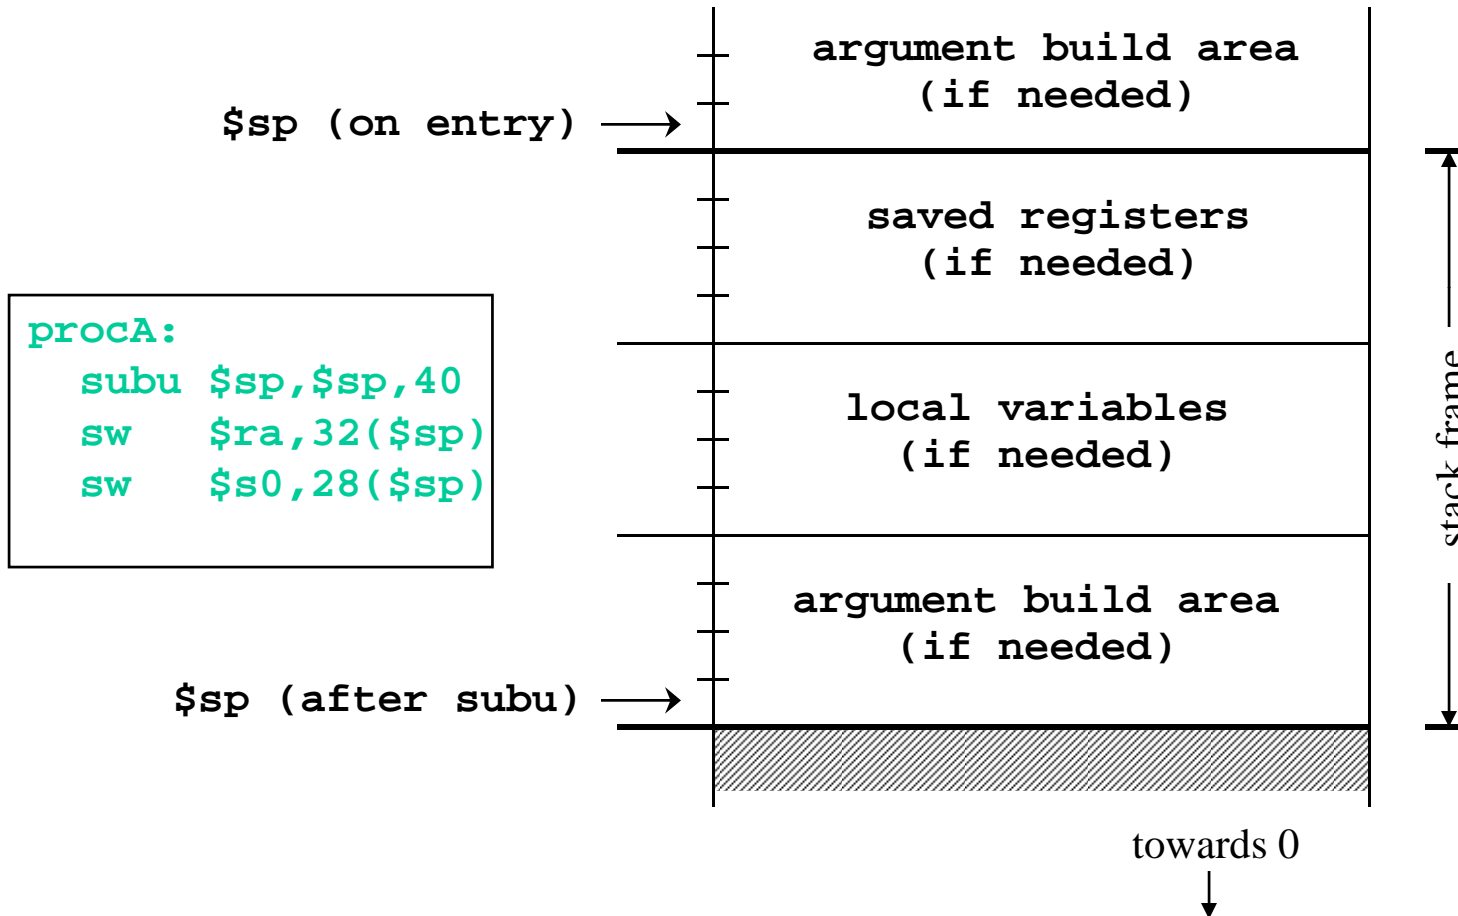 argument build area
(if needed)
$sp (on entry)
saved registers
(if needed)
procA:
subu $sp,$sp,40
sw $ra,32($sp)
sw $s0,28($sp)
local variables
(if needed)
stack frame
argument build area
(if needed)
$sp (after subu)
towards 0